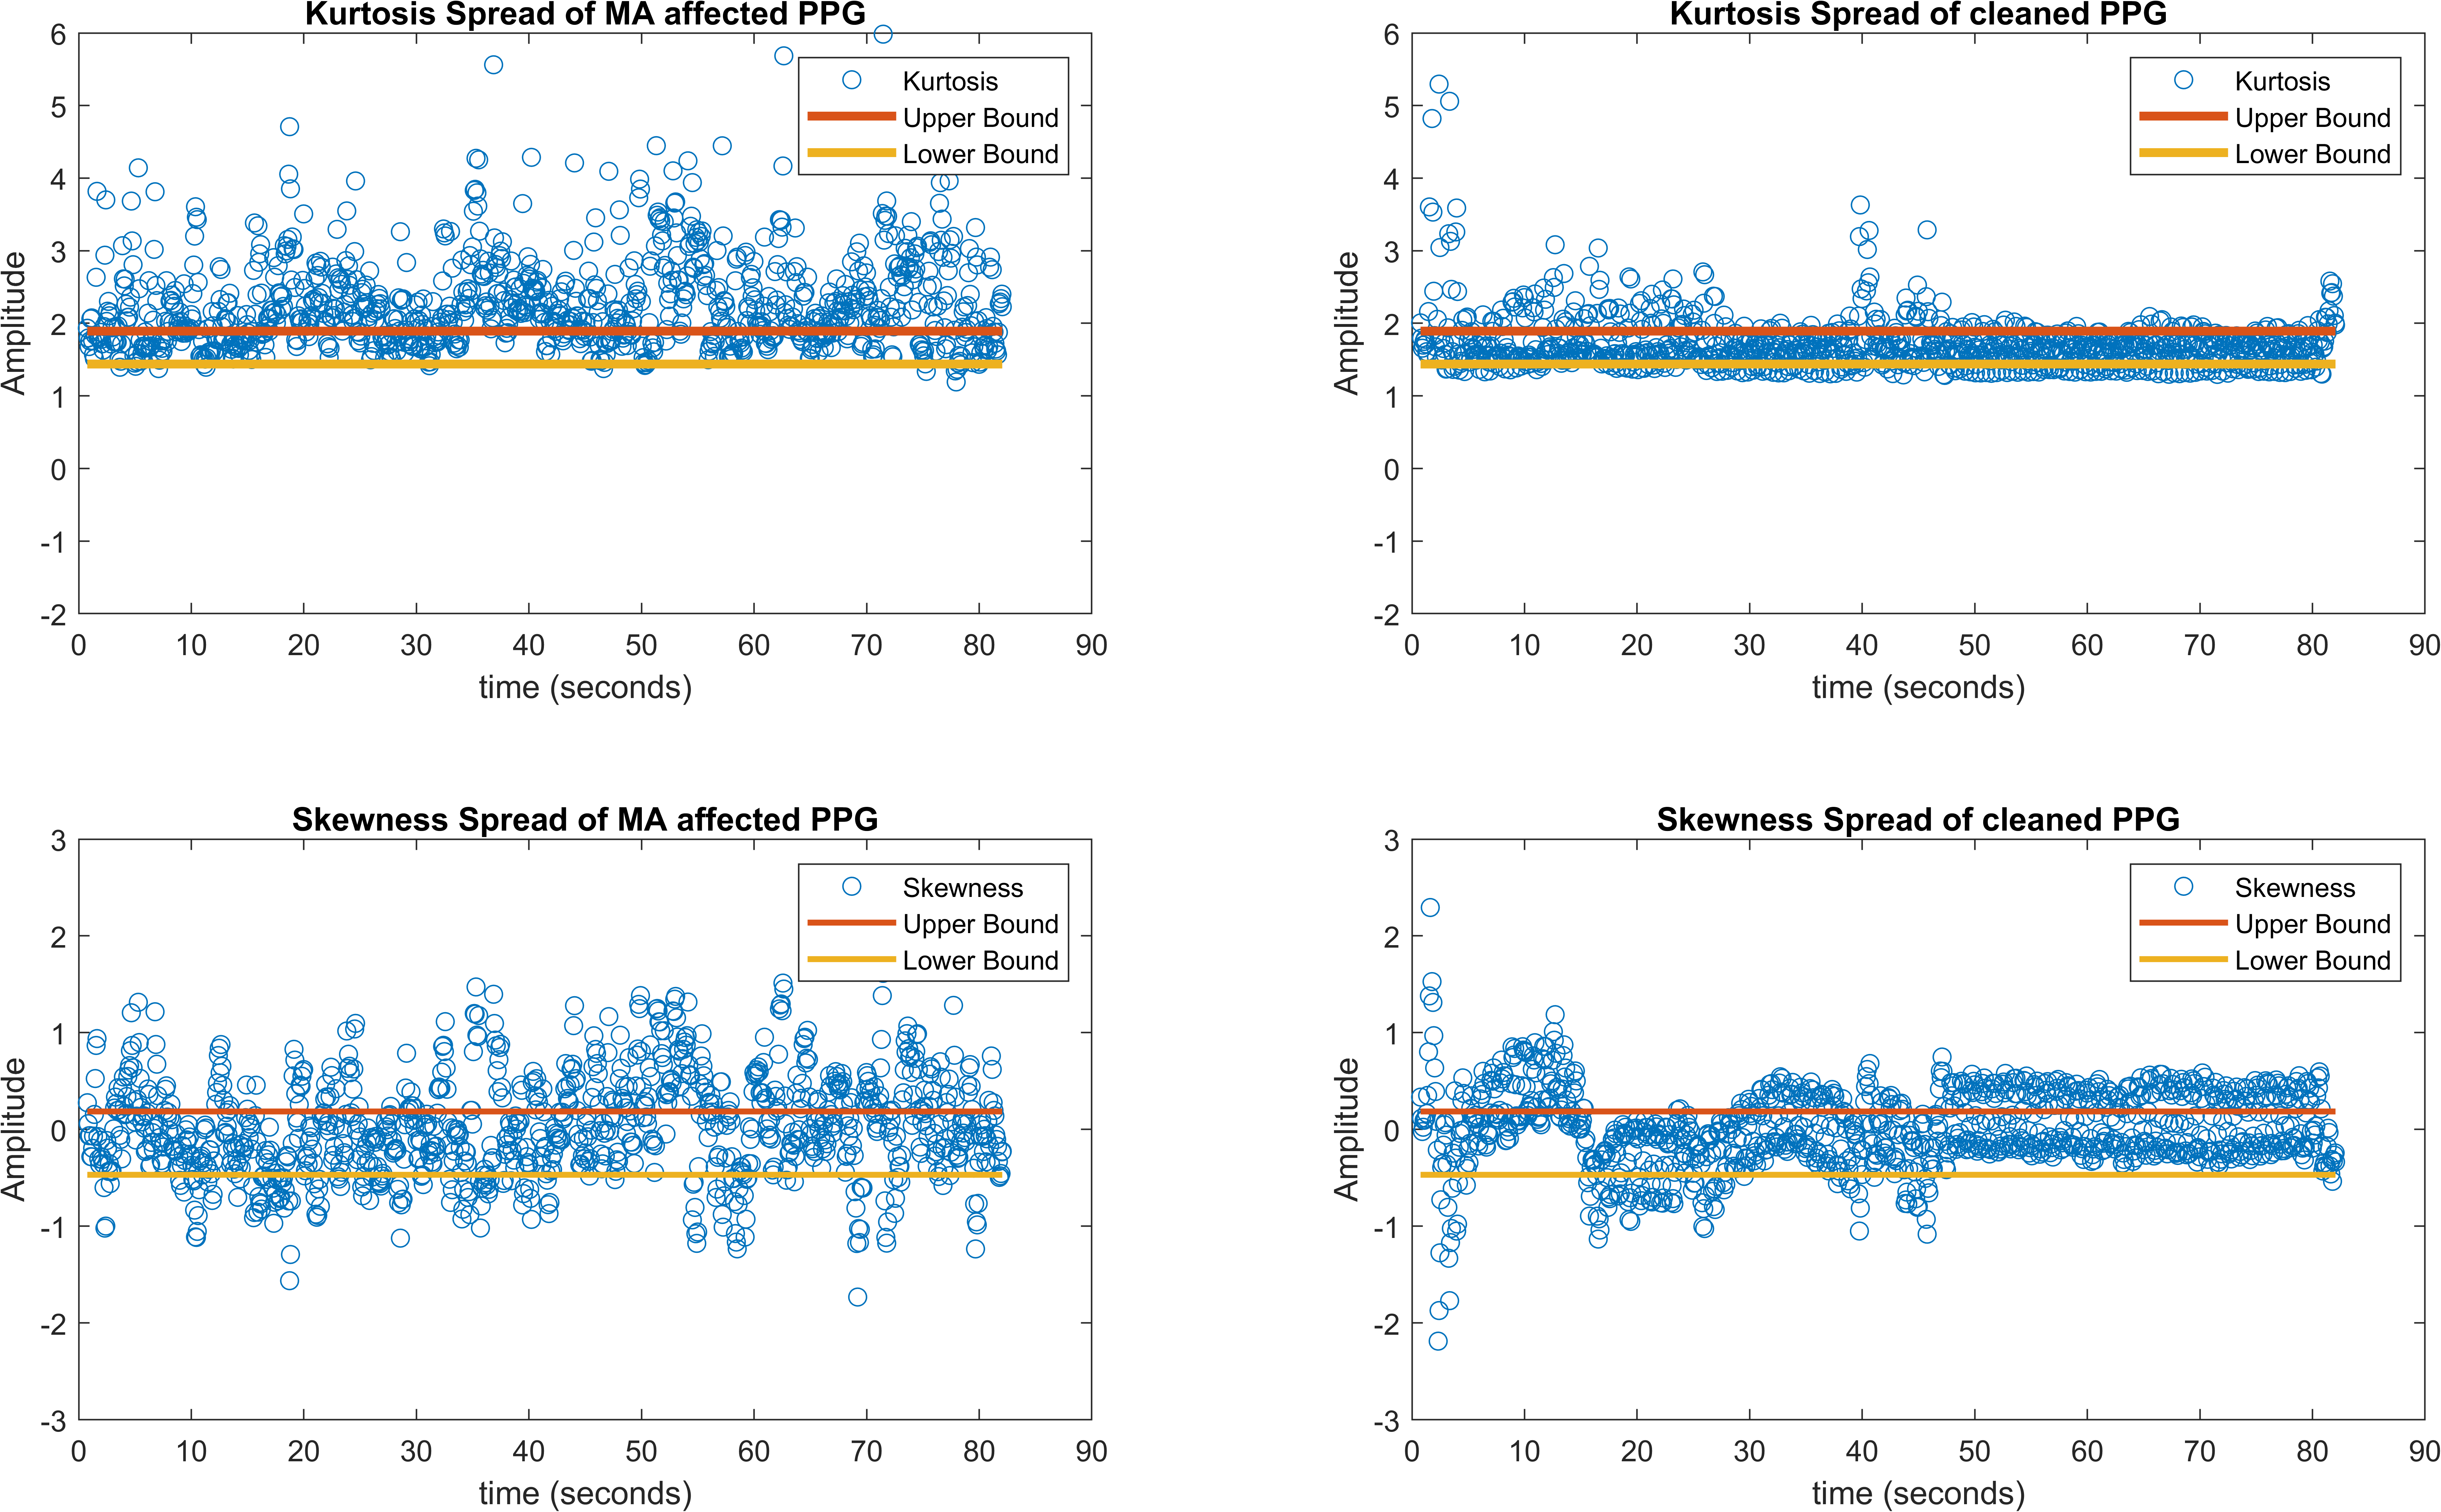 Kurtosis Spread of MA affected PPG
6
5
4
3
2
1
0
-1
-2
Amplitude
Kurtosis
Upper Bound
Lower Bound
0 10 20 30 40 50 60 70 80 90
time (seconds)
Kurtosis Spread of cleaned PPG
6
5
4
3
2
1
0
-1
-2
Amplitude
Kurtosis
Upper Bound
Lower Bound
0 10 20 30 40 50 60 70 80 90
time (seconds)
Skewness Spread of MA affected PPG
3
2
1
0
-1
-2
-3
Amplitude
Skewness
Upper Bound
Lower Bound
0 10 20 30 40 50 60 70 80 90
time (seconds)
Skewness Spread of cleaned PPG
3
2
1
0
-1
-2
-3
Amplitude
Skewness
Upper Bound
Lower Bound
0 10 20 30 40 50 60 70 80 90
time (seconds)